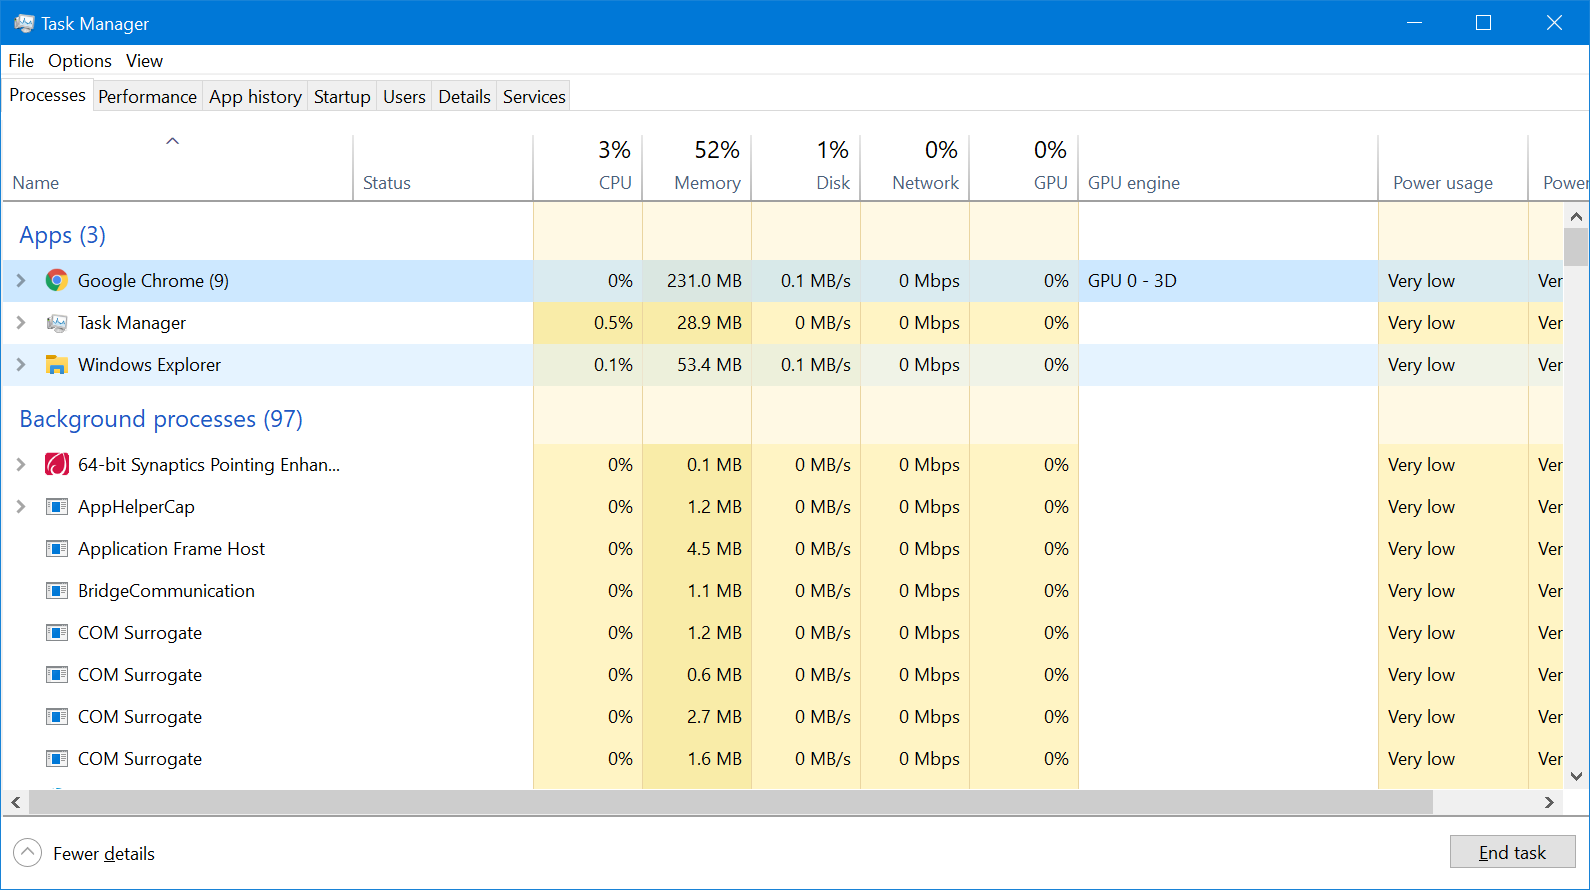 Task Manager
File Options View
Processes Performance App history Startup Users Details Services
3% 52% 1% 0% 0%
Name Status CPU Memory Disk Network GPU GPU engine Power usage Power
Apps (3)
Google Chrome (9) 0% 231.0 MB 0.1 MB/s 0 Mbps 0% GPU 0 - 3D Very low Ver
Task Manager 0.5% 28.9 MB 0 MB/s 0 Mbps 0% Very low Ver
Windows Explorer 0.1% 53.4 MB 0.1 MB/s 0 Mbps 0% Very low Ver
Background processes (97)
64-bit Synaptics Pointing Enhan... 0% 0.1 MB 0 MB/s 0 Mbps 0% Very low Ver
AppHelperCap 0% 1.2 MB 0 MB/s 0 Mbps 0% Very low Ver
Application Frame Host 0% 4.5 MB 0 MB/s 0 Mbps 0% Very low Ver
BridgeCommunication 0% 1.1 MB 0 MB/s 0 Mbps 0% Very low Ver
COM Surrogate 0% 1.2 MB 0 MB/s 0 Mbps 0% Very low Ver
COM Surrogate 0% 0.6 MB 0 MB/s 0 Mbps 0% Very low Ver
COM Surrogate 0% 2.7 MB 0 MB/s 0 Mbps 0% Very low Ver
COM Surrogate 0% 1.6 MB 0 MB/s 0 Mbps 0% Very low Ver
Fewer details End task